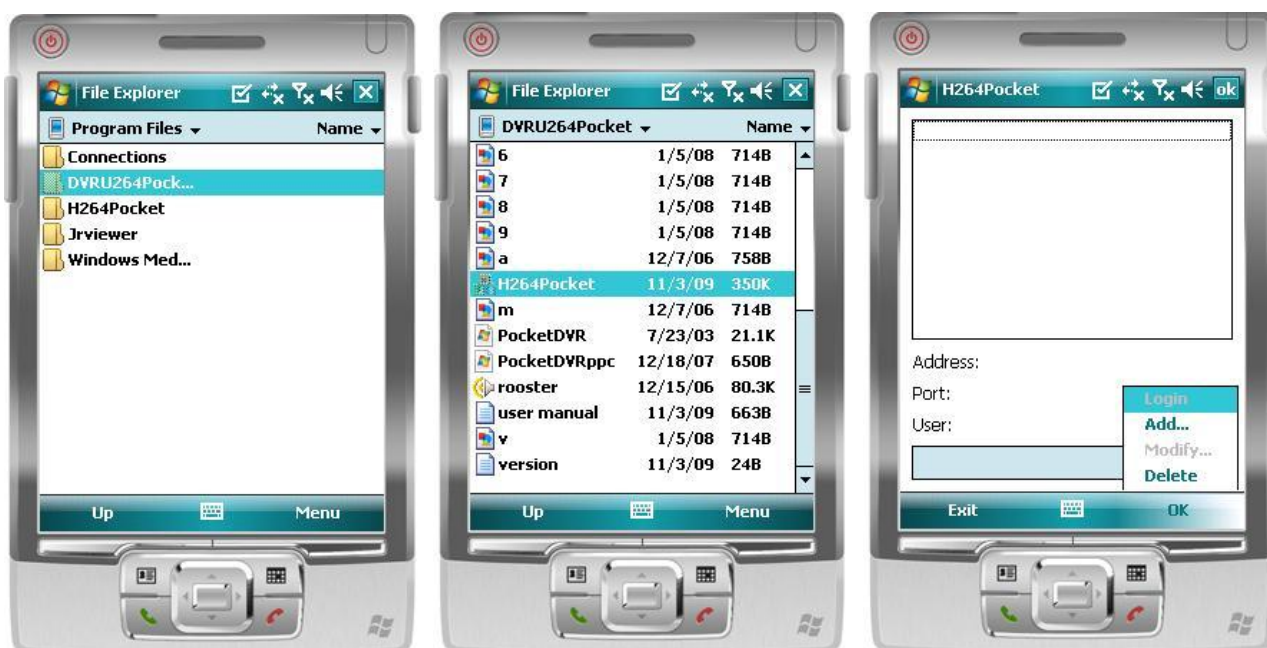 File Explorer
Program Files
Name
Connections
DVRU264Pock...
H264Pocket
Jrviewer
Windows Med...
Up
Menu
File Explorer
DVRU264Pocket
Name
6 1/5/08 714B
7 1/5/08 714B
8 1/5/08 714B
9 1/5/08 714B
a 12/7/06 758B
H264Pocket 11/3/09 350K
m 12/7/06 714B
PocketDVR 7/23/03 21.1K
PocketDVRppc 12/18/07 650B
rooster 12/15/06 80.3K
user manual 11/3/09 663B
v 1/5/08 714B
version 11/3/09 24B
Up
Menu
H264Pocket
ok
Address:
Port:
User:
Login
Add...
Modify...
Delete
Exit
OK